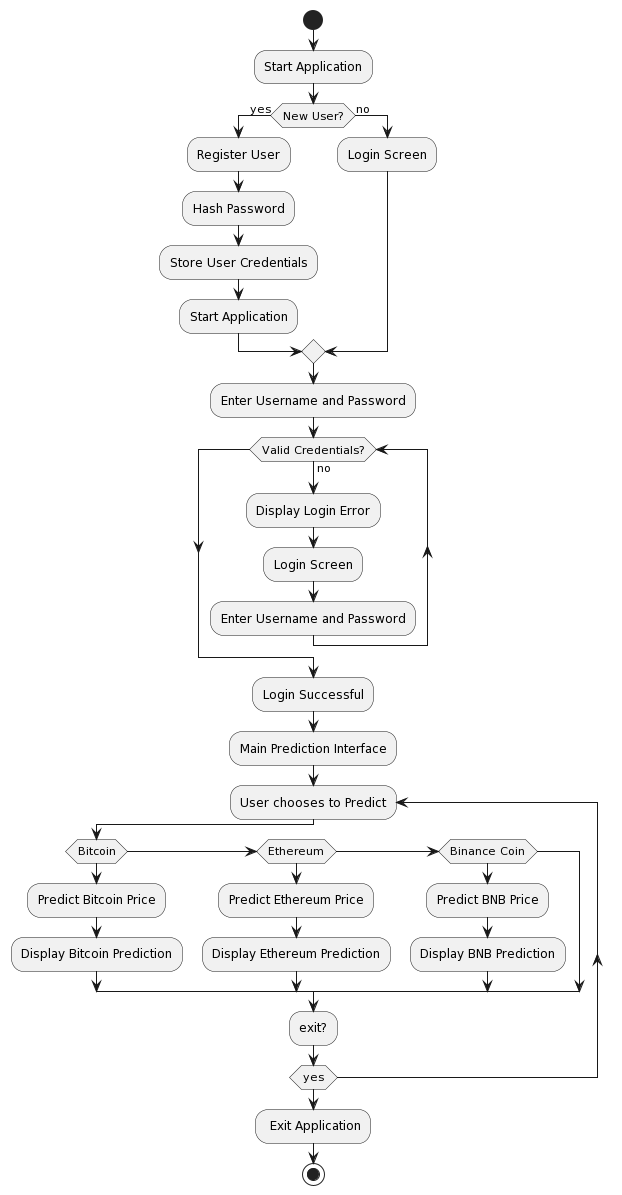 Start Application
yes
New User?
no
Register User
Login Screen
Hash Password
Store User Credentials
Start Application
Enter Username and Password
Valid Credentials?
no
Display Login Error
Login Screen
Enter Username and Password
Login Successful
Main Prediction Interface
User chooses to Predict
Bitcoin
Ethereum
Binance Coin
Predict Bitcoin Price
Predict Ethereum Price
Predict BNB Price
Display Bitcoin Prediction
Display Ethereum Prediction
Display BNB Prediction
exit?
yes
Exit Application